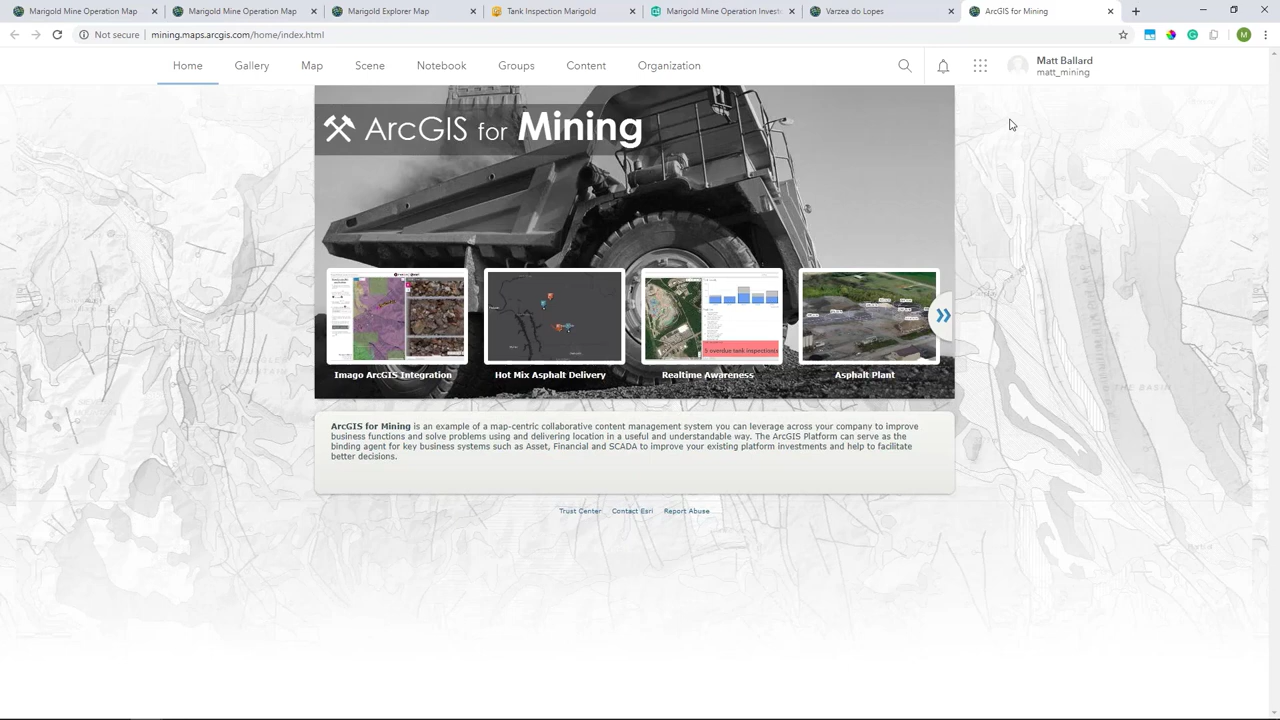 Marigold Mine Operation Map
Marigold Mine Operation Map
Marigold Explorer Map
Tank Inspection Marigold
Marigold Mine Operation Invest
Varzea do Lopes
ArcGIS for Mining
Not secure
mining.maps.arcgis.com/home/index.html
M
Home
Gallery
Map
Scene
Notebook
Groups
Content
Organization
Matt Ballard
matt_mining
ArcGIS for Mining
5 overdue tank inspection(s)
Imago ArcGIS Integration
Hot Mix Asphalt Delivery
Realtime Awareness
Asphalt Plant
ArcGIS for Mining is an example of a map-centric collaborative content management system you can leverage across your company to improve
business functions and solve problems using and delivering location in a useful and understandable way. The ArcGIS Platform can serve as the
binding agent for key business systems such as Asset, Financial and SCADA to improve your existing platform investments and help to facilitate
better decisions.
Trust Center
Contact Esri
Report Abuse